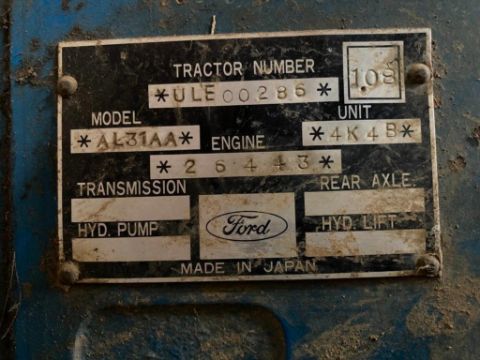 TRACTOR NUMBER
108
*ULE00286*
MODEL
UNIT
*AL31AA*
ENGINE
*4K4B*
*26443*
TRANSMISSION
REAR AXLE.
HYD. PUMP
Ford
HYD. LIFT
MADE IN JAPAN